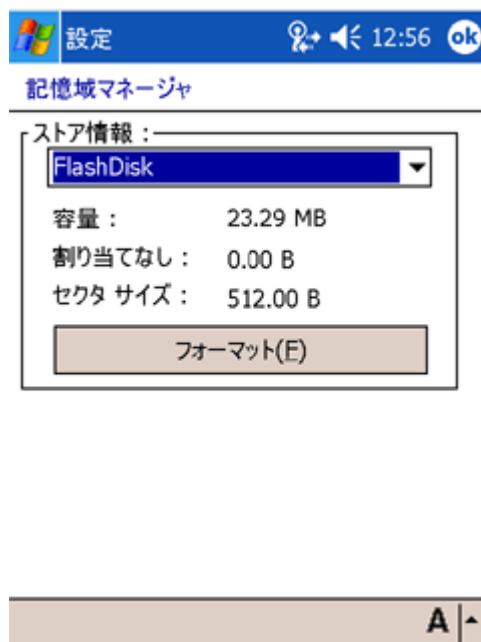 設定 12:56 ok
記憶域マネージャ
ストア情報：
FlashDisk
容量： 23.29 MB
割り当てなし： 0.00 B
セクタ サイズ： 512.00 B
フォーマット(F)
A